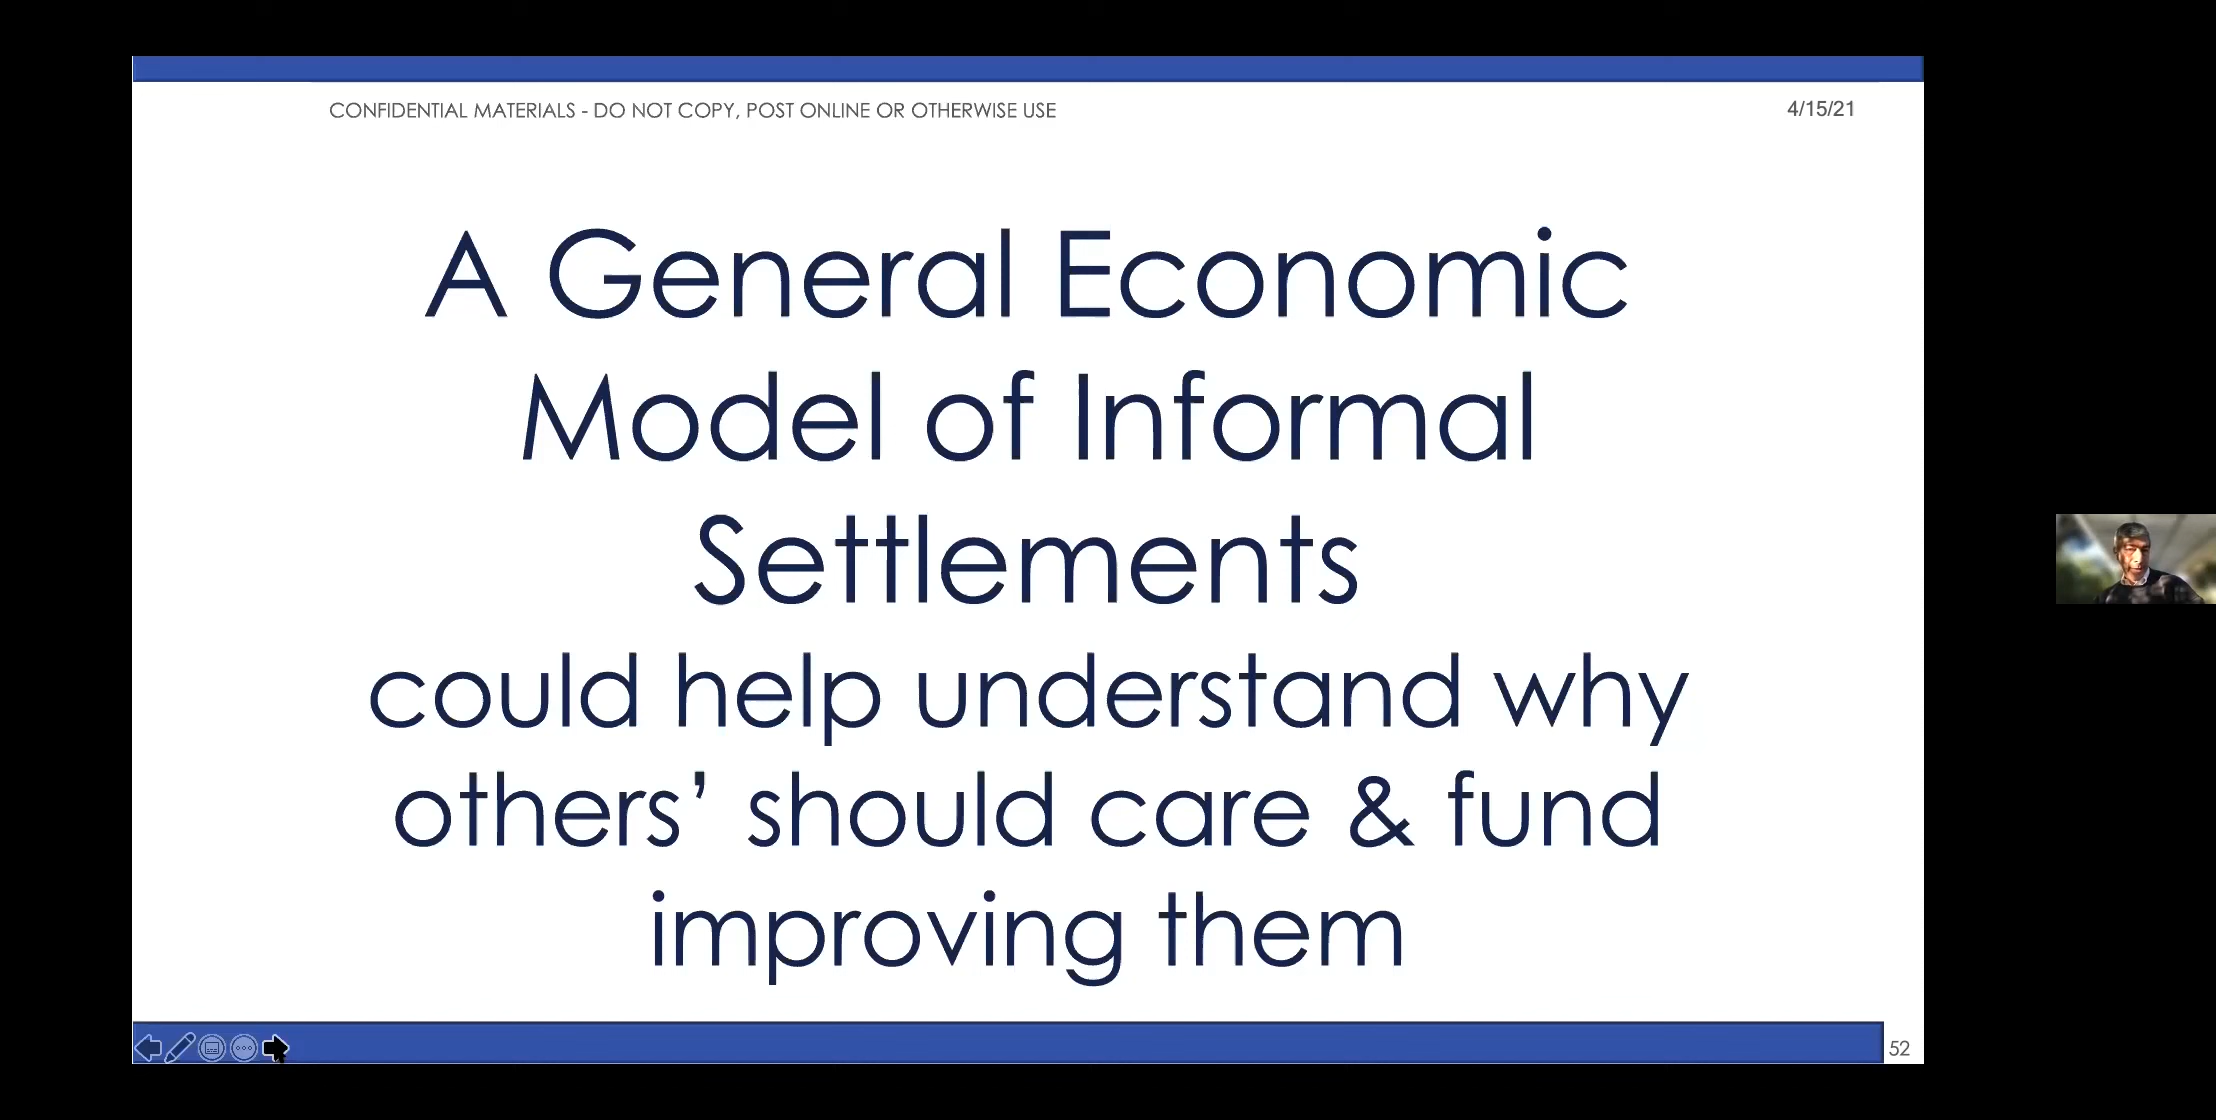 CONFIDENTIAL MATERIALS - DO NOT COPY, POST ONLINE OR OTHERWISE USE
4/15/21
A General Economic
Model of Informal
Settlements
could help understand why
others’ should care & fund
improving them
52